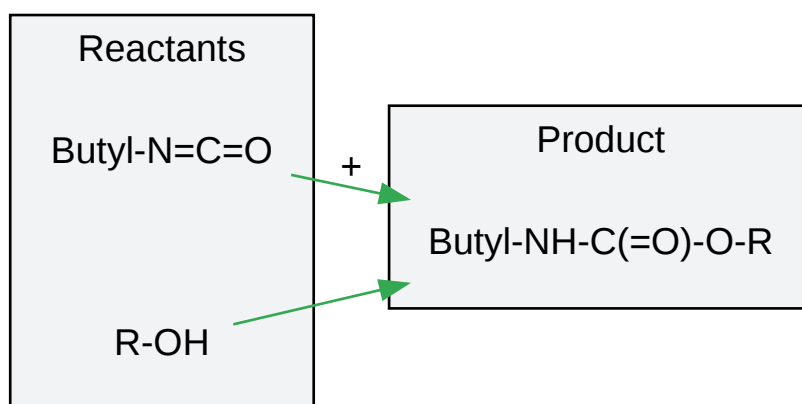 Reactants
Butyl-N=C=O
+
R-OH
Product
Butyl-NH-C(=O)-O-R